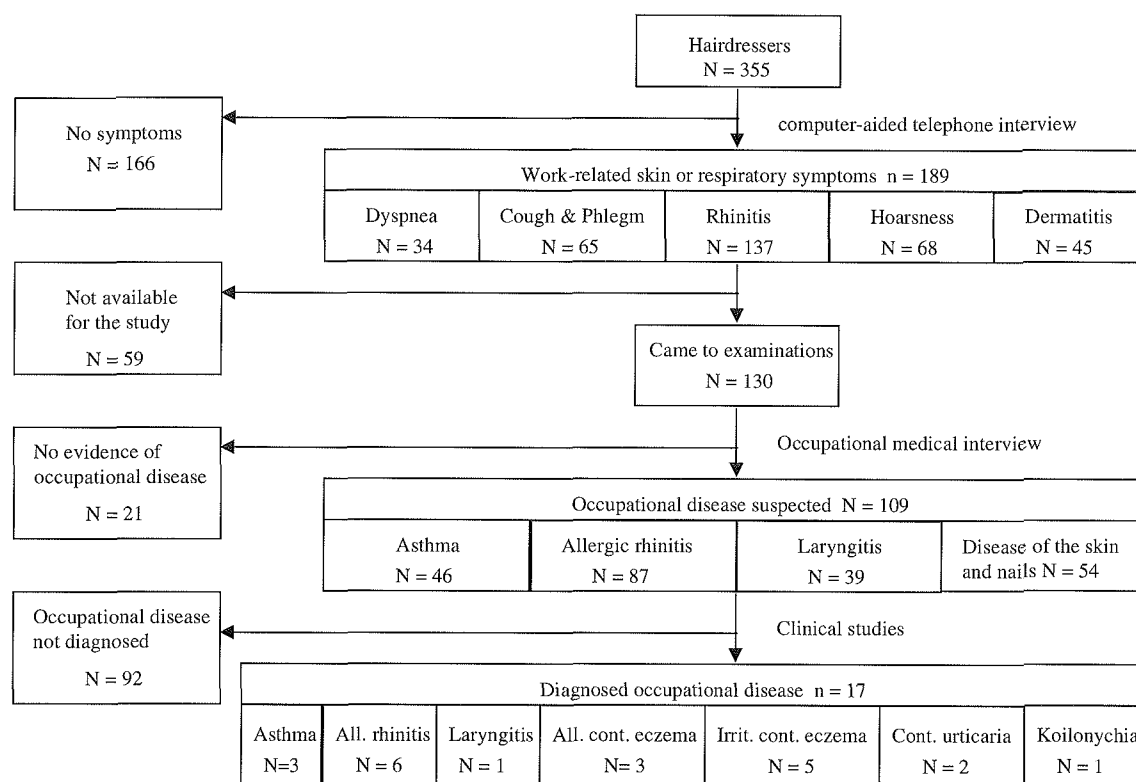 Hairdressers
N = 355
No symptoms
N = 166
computer-aided telephone interview
Work-related skin or respiratory symptoms n = 189
Dyspnea
N = 34
Cough & Phlegm
N = 65
Rhinitis
N = 137
Hoarsness
N = 68
Dermatitis
N = 45
Not available
for the study
N = 59
Came to examinations
N = 130
No evidence of
occupational disease
N = 21
Occupational medical interview
Occupational disease suspected N = 109
Asthma
N = 46
Allergic rhinitis
N = 87
Laryngitis
N = 39
Disease of the skin
and nails N = 54
Occupational disease
not diagnosed
N = 92
Clinical studies
Diagnosed occupational disease n = 17
Asthma
N=3
All. rhinitis
N = 6
Laryngitis
N = 1
All. cont. eczema
N= 3
Irrit. cont. eczema
N = 5
Cont. urticaria
N = 2
Koilonychia
N = 1